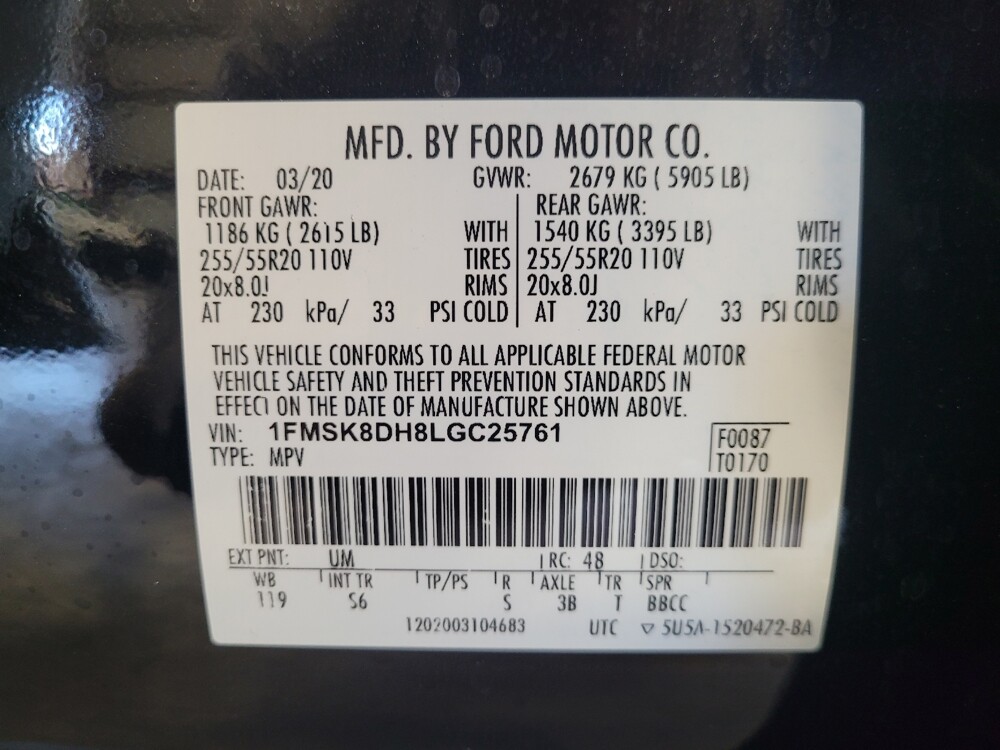 MFD. BY FORD MOTOR CO.
DATE: 03/20 GVWR: 2679 KG ( 5905 LB)
FRONT GAWR: REAR GAWR:
1186 KG ( 2615 LB) WITH 1540 KG ( 3395 LB) WITH
255/55R20 110V TIRES 255/55R20 110V TIRES
20x8.0J RIMS 20x8.0J RIMS
AT 230 kPa/ 33 PSI COLD AT 230 kPa/ 33 PSI COLD
THIS VEHICLE CONFORMS TO ALL APPLICABLE FEDERAL MOTOR
VEHICLE SAFETY AND THEFT PREVENTION STANDARDS IN
EFFECT ON THE DATE OF MANUFACTURE SHOWN ABOVE.
VIN: 1FMSK8DH8LGC25761 F0087
TYPE: MPV T0170
EXT PNT: UM RC: 48 DSO:
WB INT TR TP/PS R AXLE TR SPR
119 S6 S 3B T BBCC
1202003104683 UTC ▽ 5U5A-1520472-BA